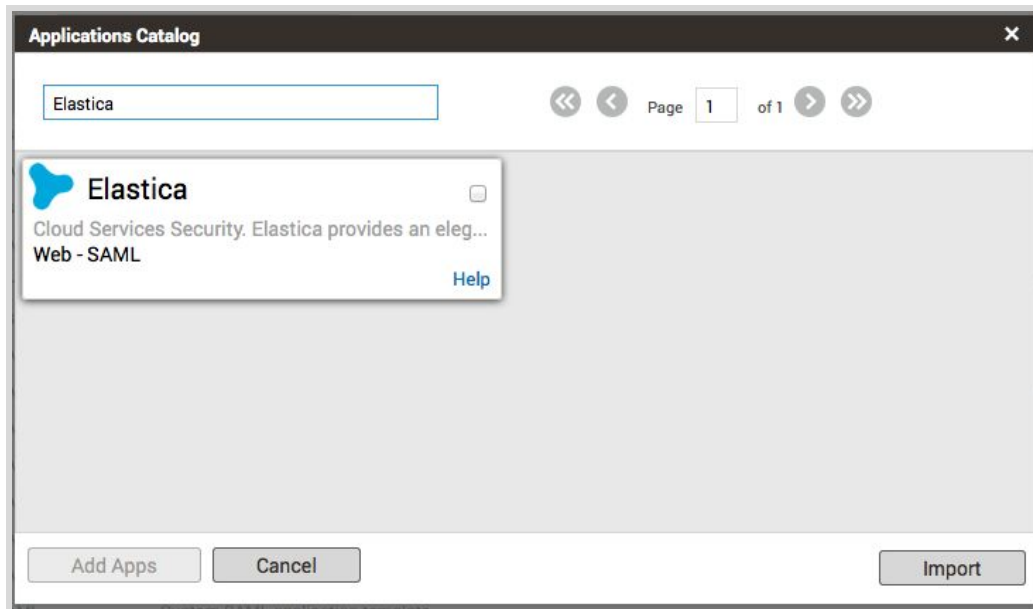 Applications Catalog ×
Elastica
Page 1 of 1
Elastica
Cloud Services Security. Elastica provides an eleg...
Web - SAML
Help
Add Apps Cancel Import